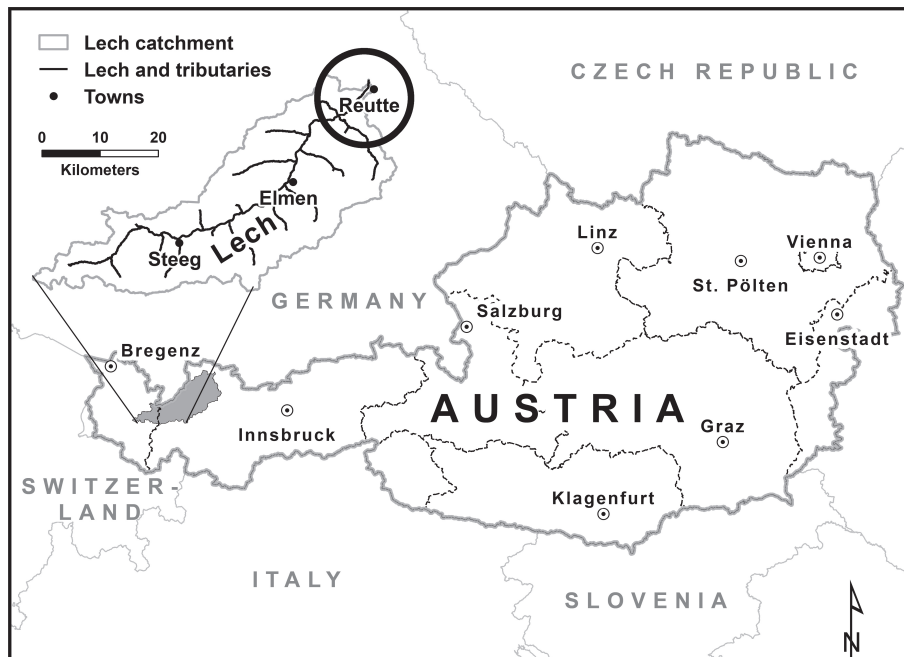 Lech catchment
Lech and tributaries
Towns
0 10 20
Kilometers
Reutte
Elmen
Lech
Steeg
CZECH REPUBLIC
Linz
Vienna
St. Pölten
GERMANY
Salzburg
Eisenstadt
Bregenz
AUSTRIA
Innsbruck
Graz
SWITZER-
LAND
Klagenfurt
ITALY
SLOVENIA
N